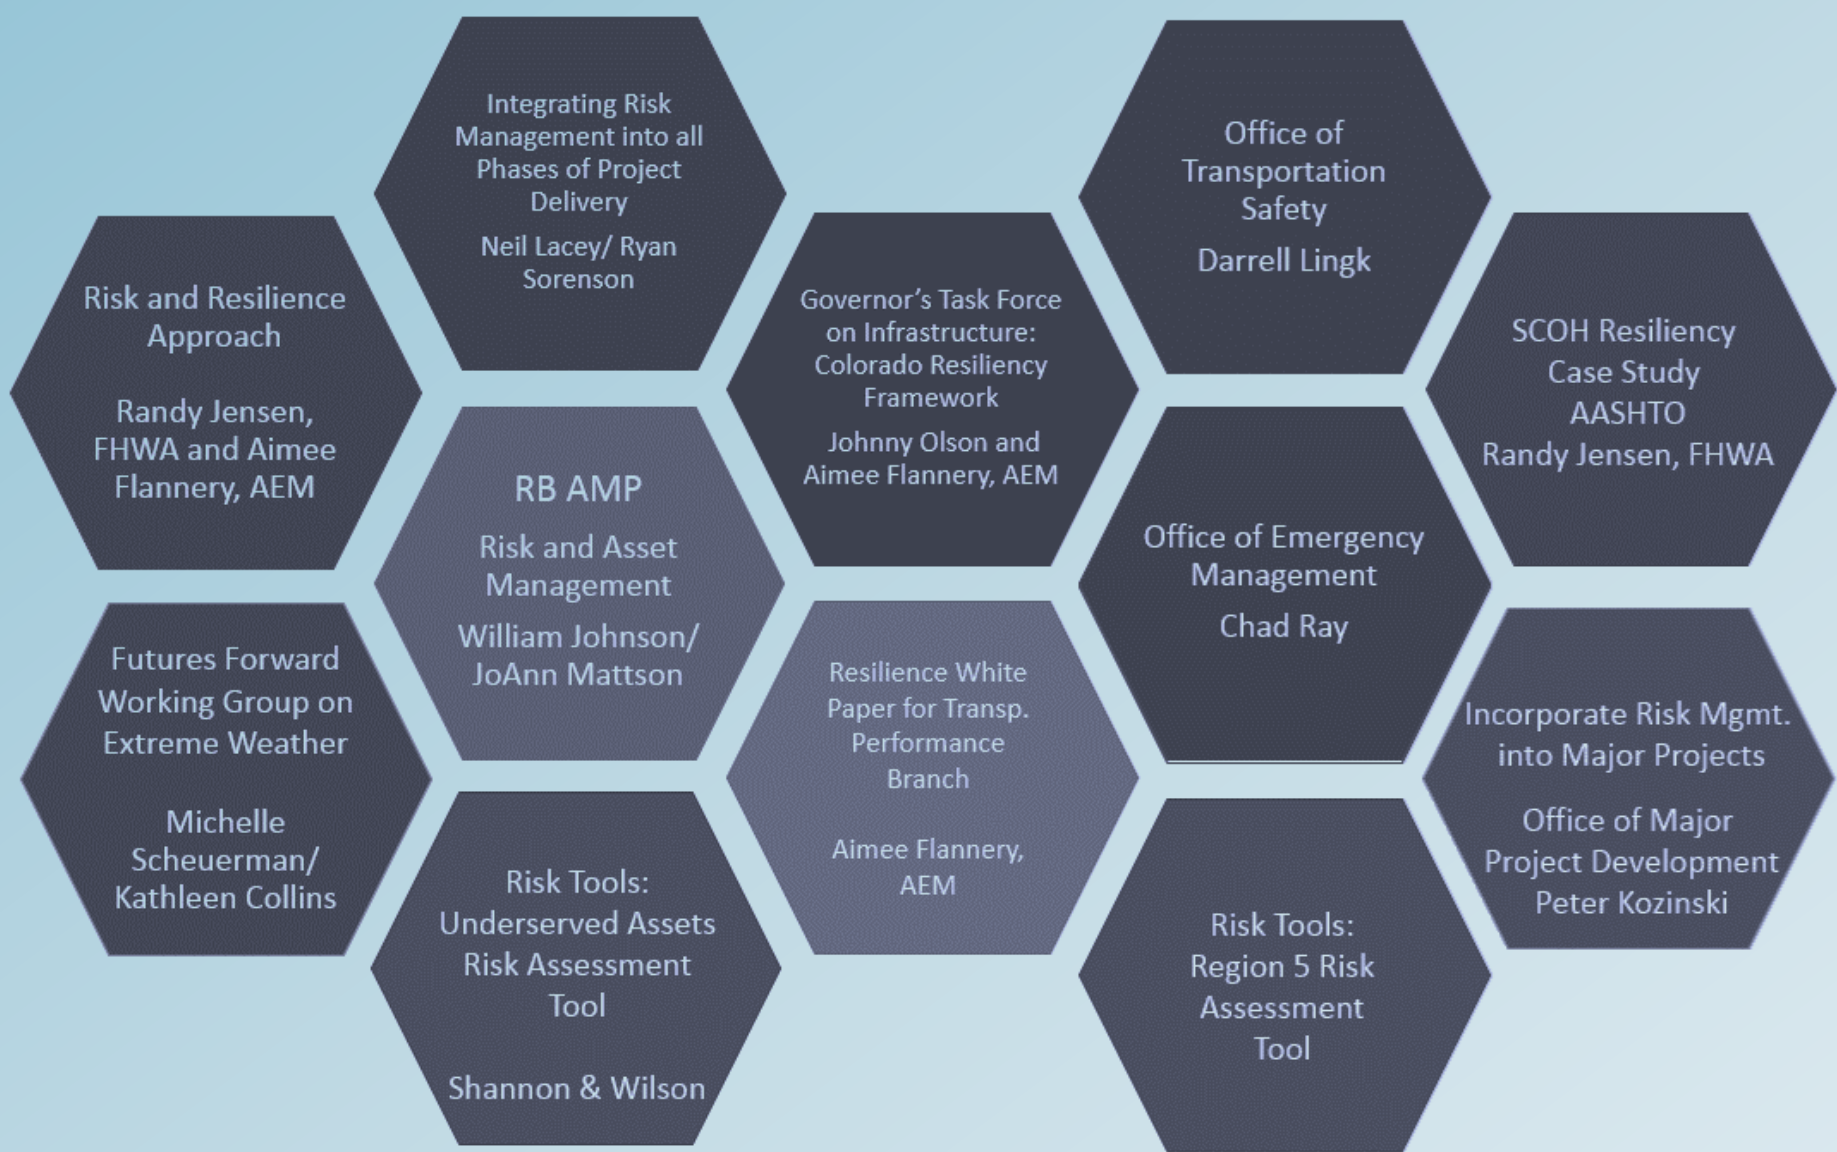 Integrating Risk
Management into all
Phases of Project
Delivery
Neil Lacey/ Ryan
Sorenson
Office of
Transportation
Safety
Darrell Lingk
Risk and Resilience
Approach
Randy Jensen,
FHWA and Aimee
Flannery, AEM
Governor’s Task Force
on Infrastructure:
Colorado Resiliency
Framework
Johnny Olson and
Aimee Flannery, AEM
SCOH Resiliency
Case Study
AASHTO
Randy Jensen, FHWA
RB AMP
Risk and Asset
Management
William Johnson/
JoAnn Mattson
Office of Emergency
Management
Chad Ray
Futures Forward
Working Group on
Extreme Weather
Michelle
Scheuerman/
Kathleen Collins
Resilience White
Paper for Transp.
Performance
Branch
Aimee Flannery,
AEM
Incorporate Risk Mgmt.
into Major Projects
Office of Major
Project Development
Peter Kozinski
Risk Tools:
Underserved Assets
Risk Assessment
Tool
Shannon & Wilson
Risk Tools:
Region 5 Risk
Assessment
Tool